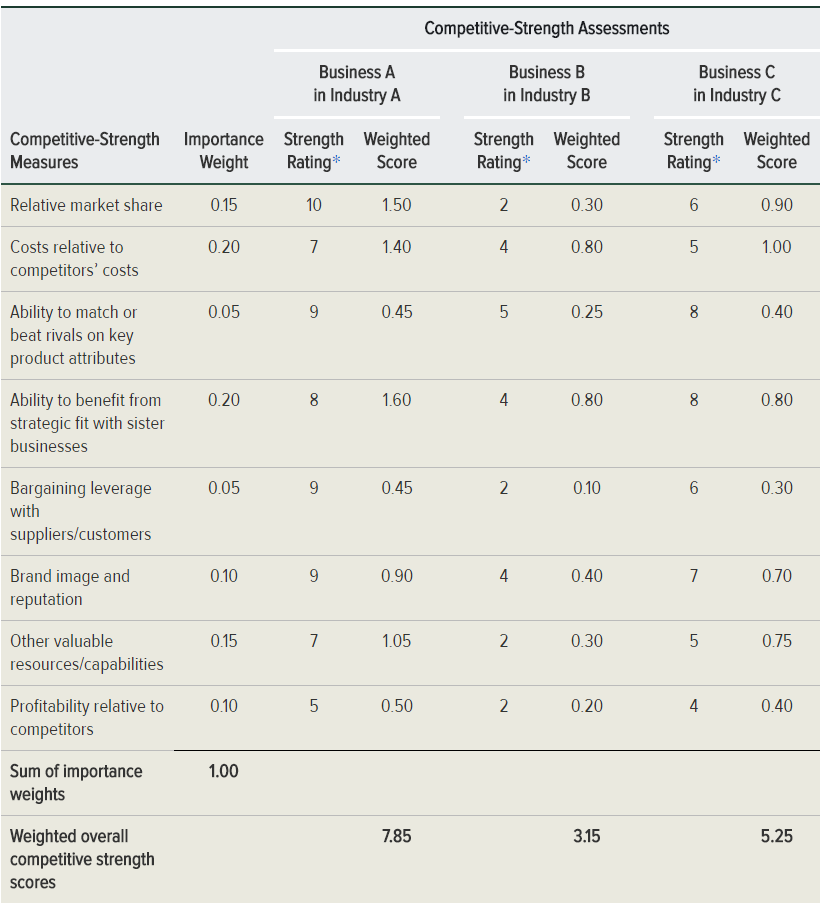 Competitive-Strength Assessments
Business A
in Industry A
Business B
in Industry B
Business C
in Industry C
Competitive-Strength
Measures
Importance
Weight
Strength
Rating*
Weighted
Score
Strength
Rating*
Weighted
Score
Strength
Rating*
Weighted
Score
Relative market share 0.15 10 1.50 2 0.30 6 0.90
Costs relative to 0.20 7 1.40 4 0.80 5 1.00
competitors’ costs
Ability to match or 0.05 9 0.45 5 0.25 8 0.40
beat rivals on key
product attributes
Ability to benefit from 0.20 8 1.60 4 0.80 8 0.80
strategic fit with sister
businesses
Bargaining leverage 0.05 9 0.45 2 0.10 6 0.30
with
suppliers/customers
Brand image and 0.10 9 0.90 4 0.40 7 0.70
reputation
Other valuable 0.15 7 1.05 2 0.30 5 0.75
resources/capabilities
Profitability relative to 0.10 5 0.50 2 0.20 4 0.40
competitors
Sum of importance 1.00
weights
Weighted overall 7.85 3.15 5.25
competitive strength
scores